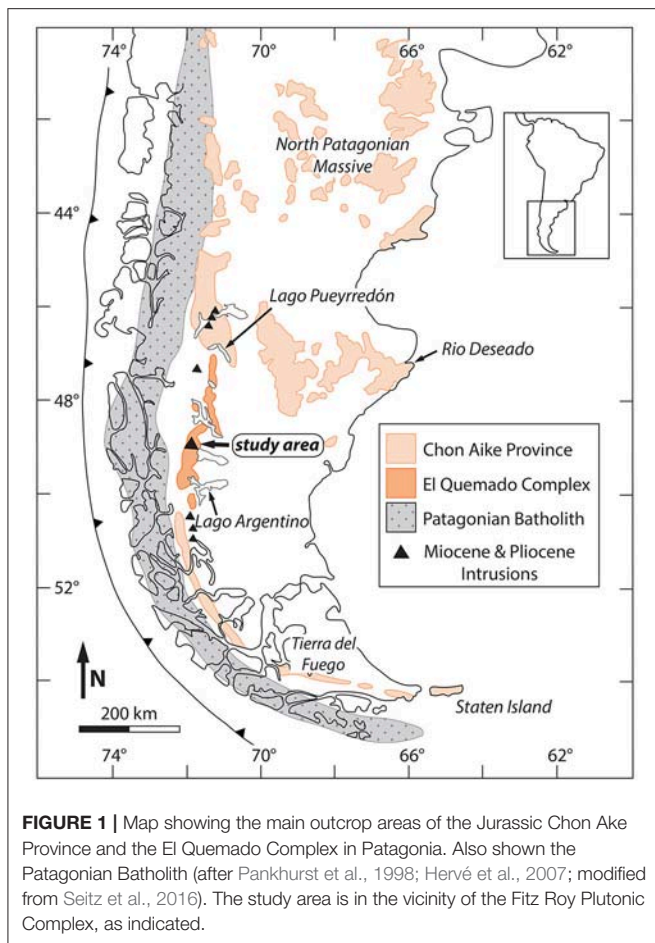 74° 70° 66° 62°
North Patagonian
Massive
44°
Lago Pueyrredón
Rio Deseado
48°
study area
Chon Aike Province
El Quemado Complex
Patagonian Batholith
Miocene & Pliocene
Intrusions
Lago Argentino
52°
Tierra del
Fuego
N
Staten Island
200 km
74° 70° 66° 62°
FIGURE 1 | Map showing the main outcrop areas of the Jurassic Chon Ake
Province and the El Quemado Complex in Patagonia. Also shown the
Patagonian Batholith (after Pankhurst et al., 1998; Hervé et al., 2007; modified
from Seitz et al., 2016). The study area is in the vicinity of the Fitz Roy Plutonic
Complex, as indicated.